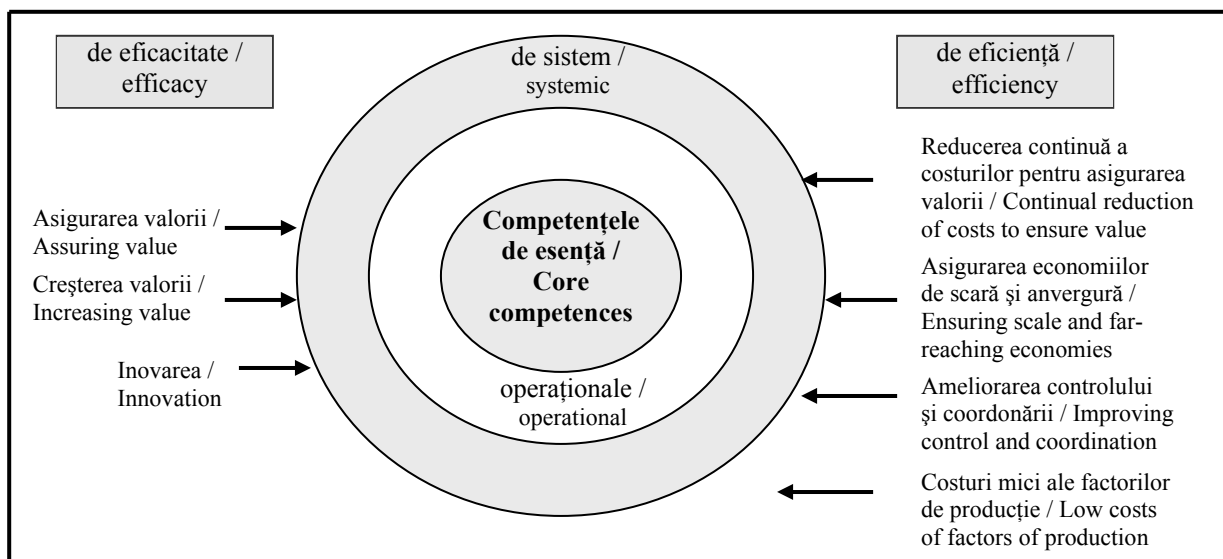 de eficacitate /
efficacy
de sistem /
systemic
de eficiență /
efficiency
Asigurarea valorii /
Assuring value
Creşterea valorii /
Increasing value
Inovarea /
Innovation
Competențele
de esență /
Core
competences
operaționale /
operational
Reducerea continuă a
costurilor pentru asigurarea
valorii / Continual reduction
of costs to ensure value
Asigurarea economiilor
de scară şi anvergură /
Ensuring scale and far-
reaching economies
Ameliorarea controlului
şi coordonării / Improving
control and coordination
Costuri mici ale factorilor
de producție / Low costs
of factors of production